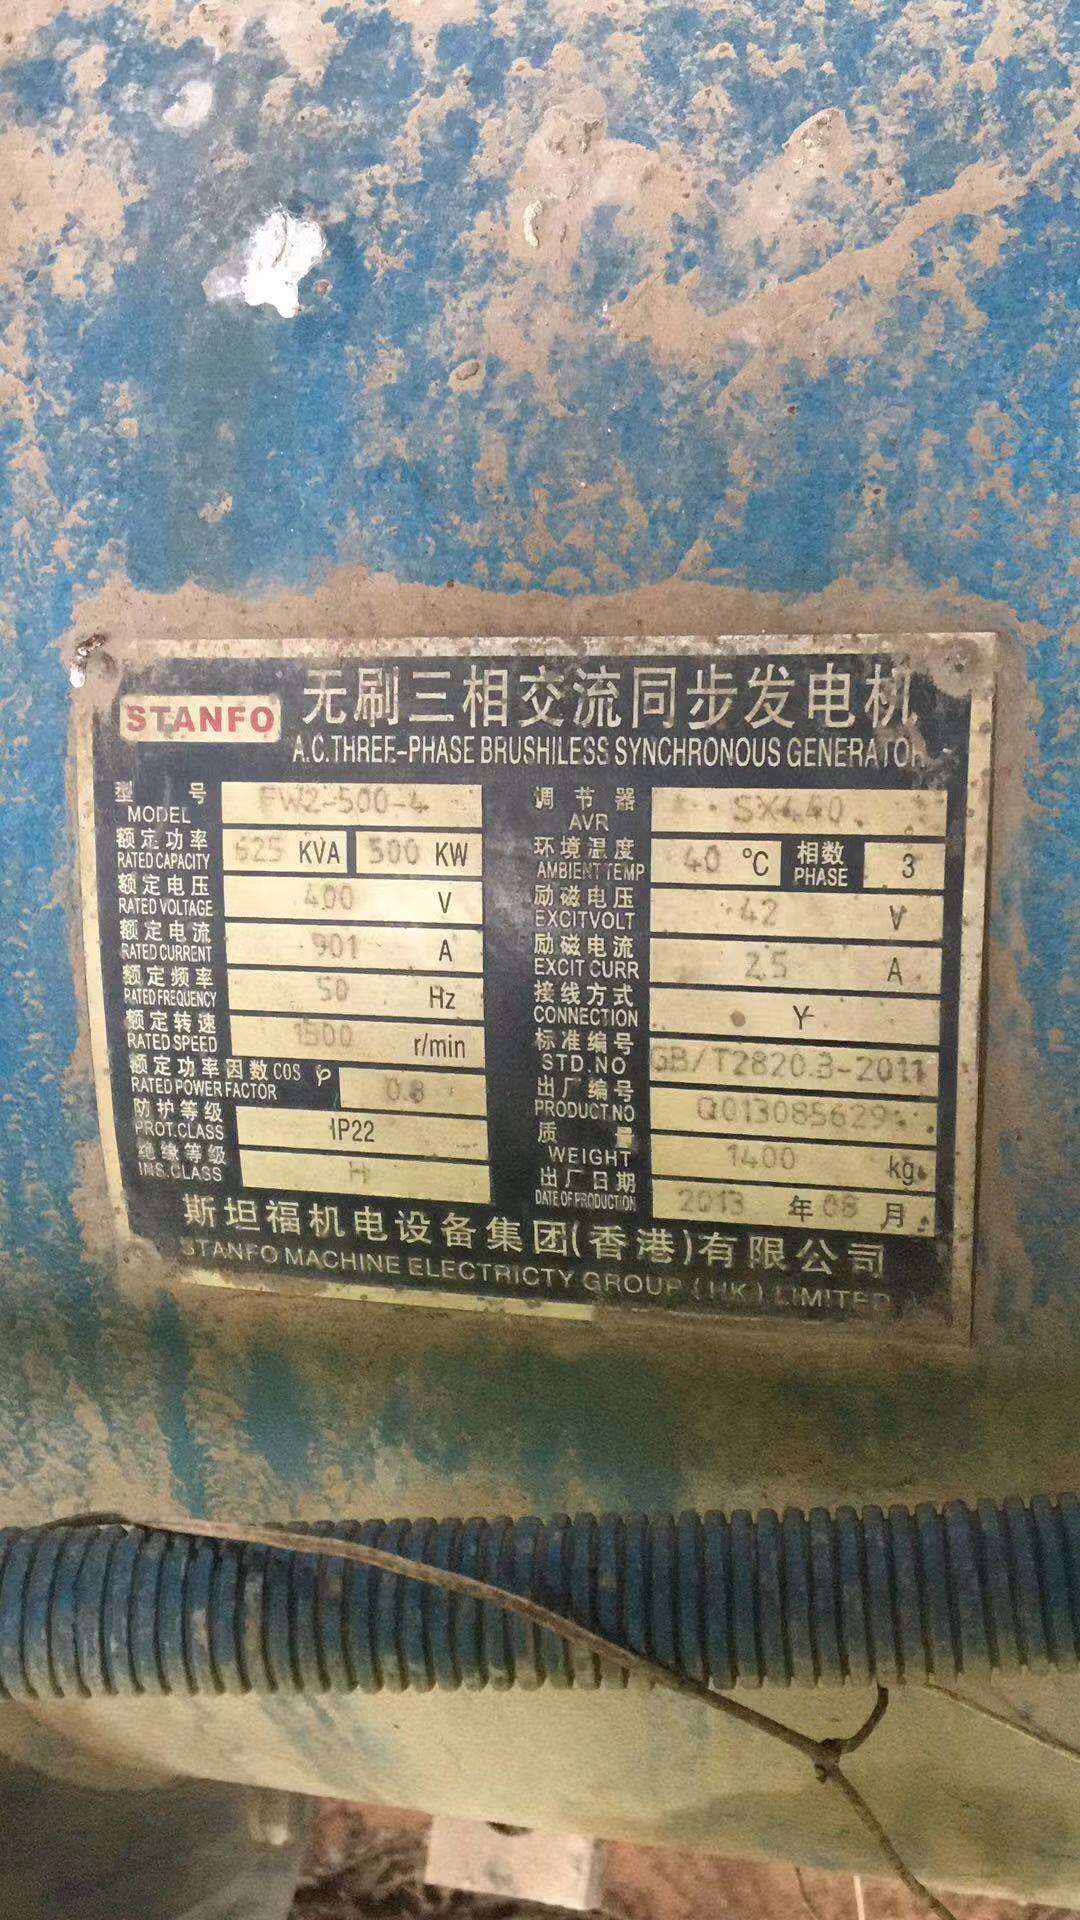 STANFO 无刷三相交流同步发电机
A.C.THREE-PHASE BRUSHILESS SYNCHRONOUS GENERATOR
型号 MODEL FW2-500-4
额定功率 RATED CAPACITY 625 KVA 500 KW
额定电压 RATED VOLTAGE 400 V
额定电流 RATED CURRENT 901 A
额定频率 RATED FREQUENCY 50 Hz
额定转速 RATED SPEED 1500 r/min
额定功率因数COS φ RATED POWER FACTOR 0.8
防护等级 PROT.CLASS IP22
绝缘等级 INS.CLASS H
调节器 AVR SX440
环境温度 AMBIENT TEMP 40 °C 相数 PHASE 3
励磁电压 EXCITVOLT 42 V
励磁电流 EXCIT CURR 2.5 A
接线方式 CONNECTION Y
标准编号 STD.NO GB/T2820.3-2011
出厂编号 PRODUCT NO Q013085629
质量 WEIGHT 1400 kg
出厂日期 DATE OF PRODUCTION 2013 年 08 月
斯坦福机电设备集团(香港)有限公司
STANFO MACHINE ELECTRICTY GROUP (HK) LIMITED